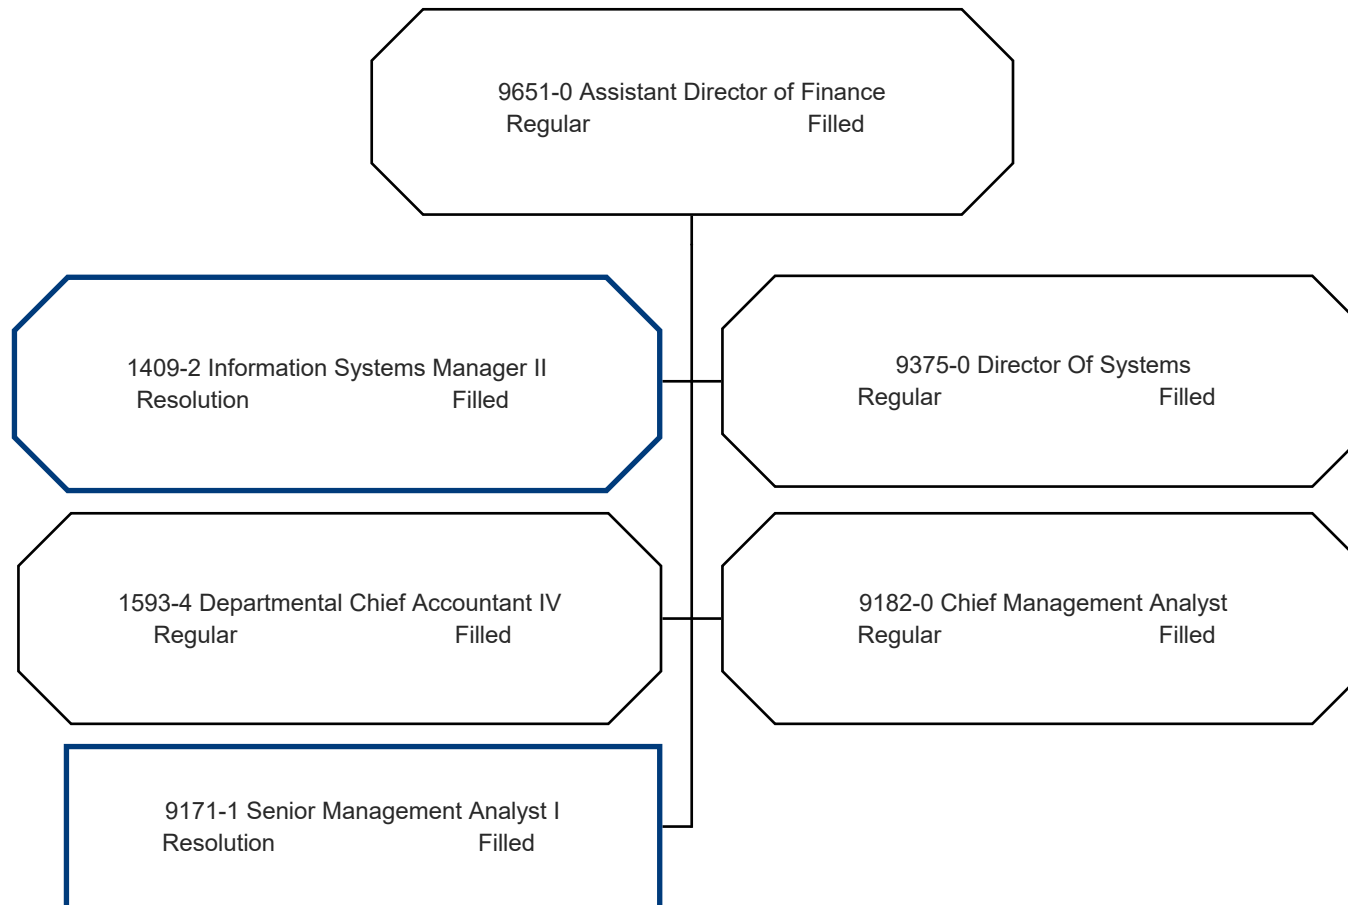 9651-0 Assistant Director of Finance
Regular Filled
1409-2 Information Systems Manager II
Resolution Filled
9375-0 Director Of Systems
Regular Filled
1593-4 Departmental Chief Accountant IV
Regular Filled
9182-0 Chief Management Analyst
Regular Filled
9171-1 Senior Management Analyst I
Resolution Filled